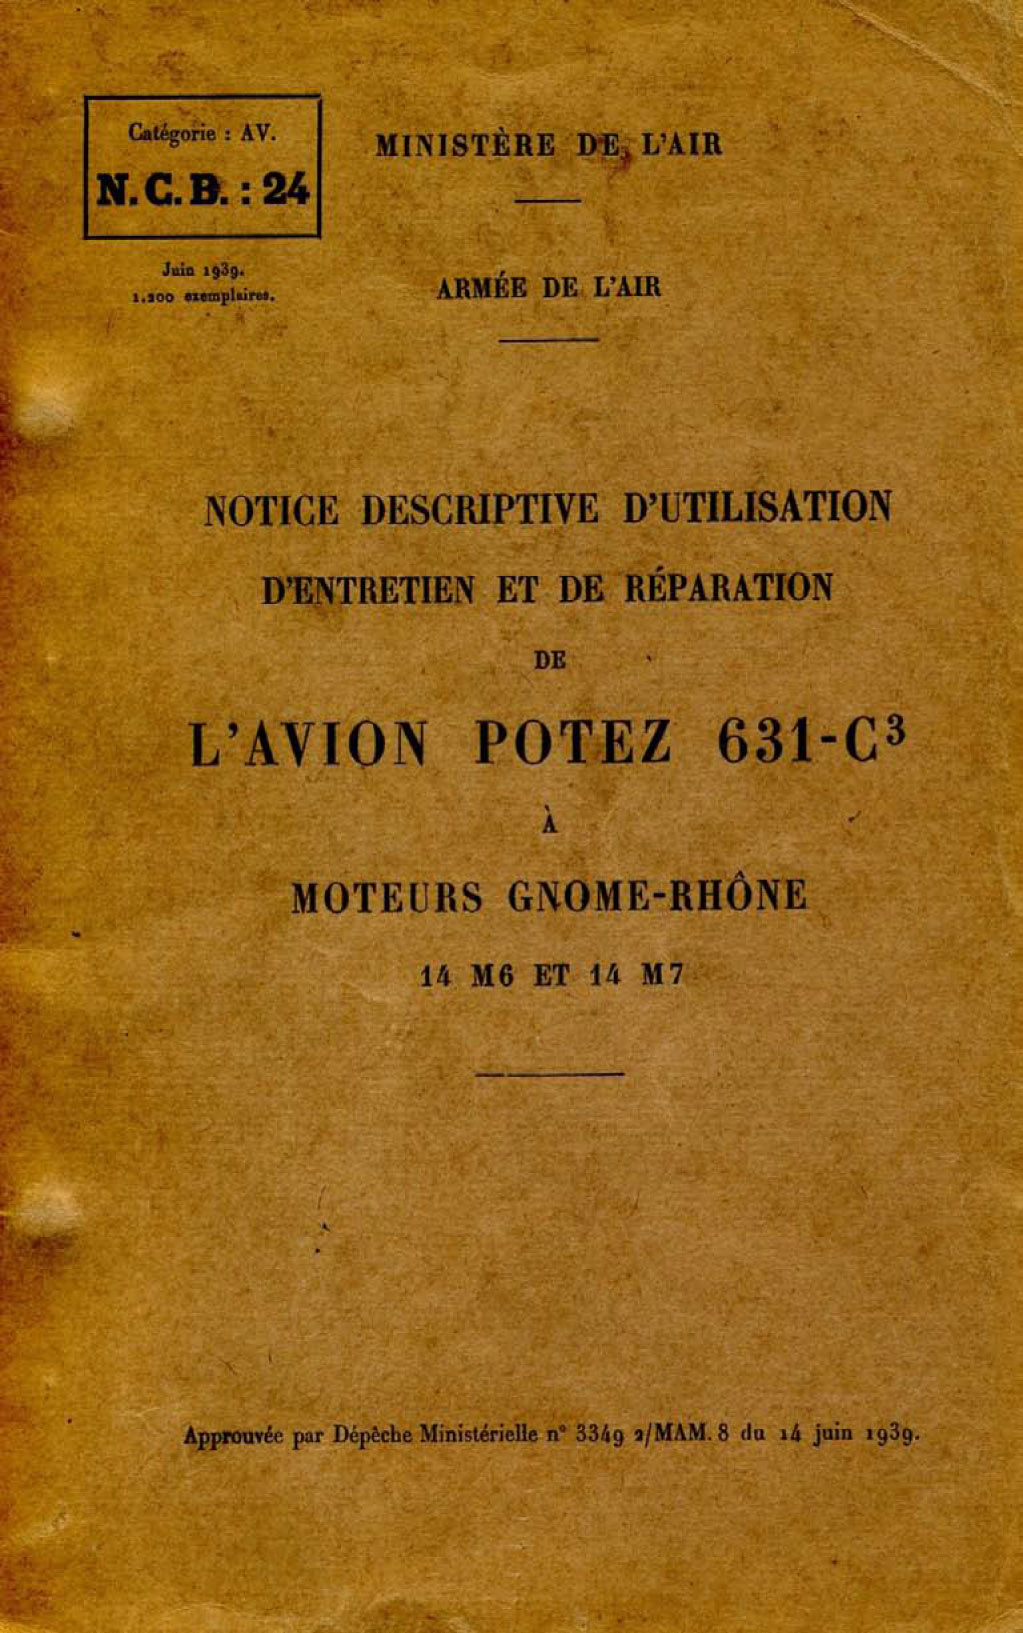 Catégorie : AV.
N.C.B. : 24
Juin 1939.
1.200 exemplaires.
MINISTÈRE DE L'AIR
ARMÉE DE L'AIR
NOTICE DESCRIPTIVE D'UTILISATION
D'ENTRETIEN ET DE RÉPARATION
DE
L'AVION POTEZ 631-C³
À
MOTEURS GNOME-RHÔNE
14 M6 ET 14 M7
Approuvée par Dépêche Ministérielle n° 3349 2/MAM. 8 du 14 juin 1939.